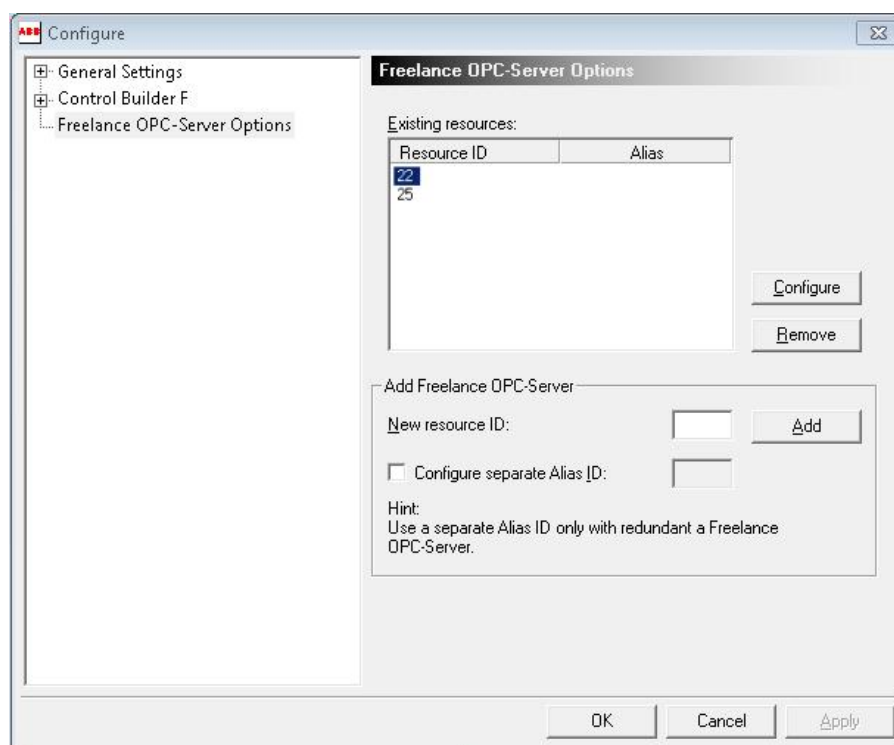 ABB Configure
General Settings
Control Builder F
Freelance OPC-Server Options
Freelance OPC-Server Options
Existing resources:
Resource ID Alias
22
25
Configure
Remove
Add Freelance OPC-Server
New resource ID:
Add
Configure separate Alias ID:
Hint:
Use a separate Alias ID only with redundant a Freelance
OPC-Server.
OK Cancel Apply